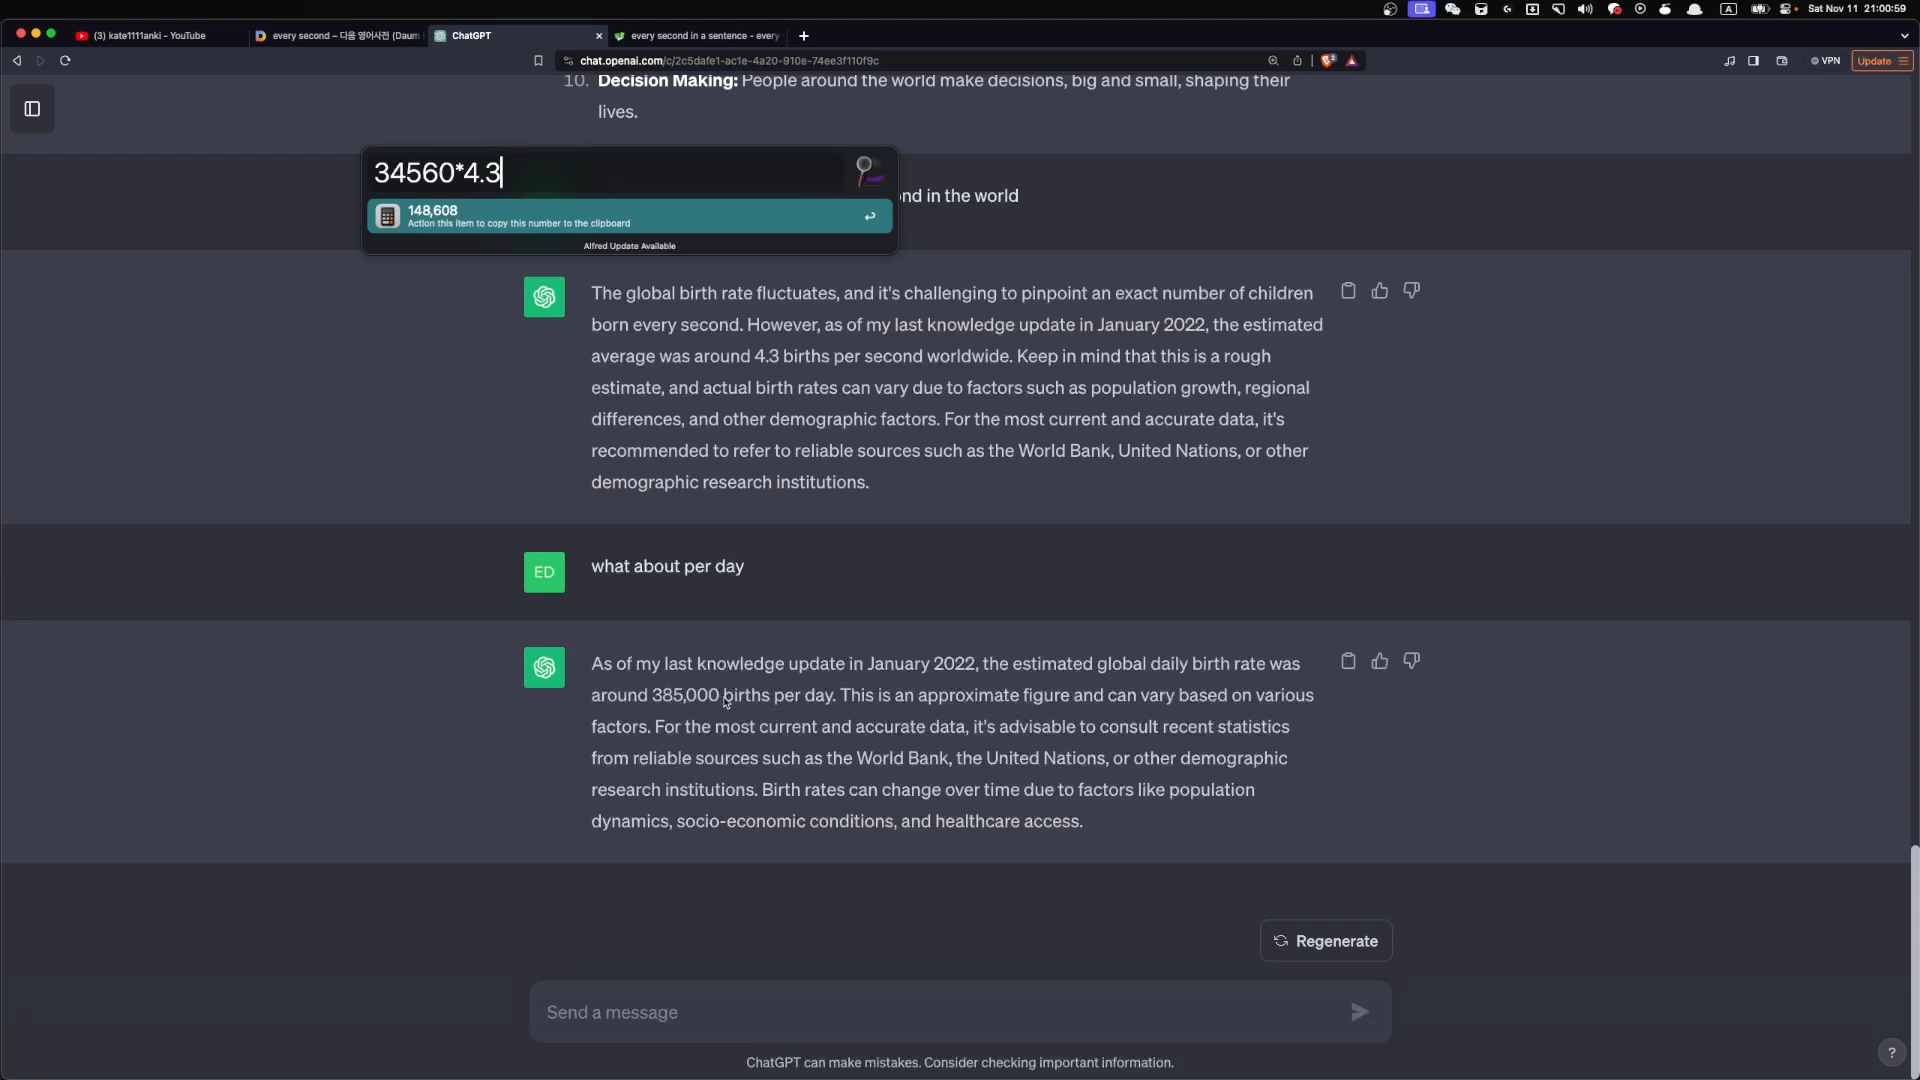 Sat Nov 11 21:00:59
(3) kate1111anki - YouTube
every second – 다음 영어사전 (Daum
ChatGPT
every second in a sentence - every
chat.openai.com/c/2c5dafe1-ac1e-4a20-910e-74ee3f110f9c
VPN
Update
10. Decision Making: People around the world make decisions, big and small, shaping their
lives.
34560*4.3
148,608
Action this item to copy this number to the clipboard
Alfred Update Available
ond in the world
The global birth rate fluctuates, and it's challenging to pinpoint an exact number of children
born every second. However, as of my last knowledge update in January 2022, the estimated
average was around 4.3 births per second worldwide. Keep in mind that this is a rough
estimate, and actual birth rates can vary due to factors such as population growth, regional
differences, and other demographic factors. For the most current and accurate data, it's
recommended to refer to reliable sources such as the World Bank, United Nations, or other
demographic research institutions.
ED
what about per day
As of my last knowledge update in January 2022, the estimated global daily birth rate was
around 385,000 births per day. This is an approximate figure and can vary based on various
factors. For the most current and accurate data, it's advisable to consult recent statistics
from reliable sources such as the World Bank, the United Nations, or other demographic
research institutions. Birth rates can change over time due to factors like population
dynamics, socio-economic conditions, and healthcare access.
Regenerate
Send a message
ChatGPT can make mistakes. Consider checking important information.
?